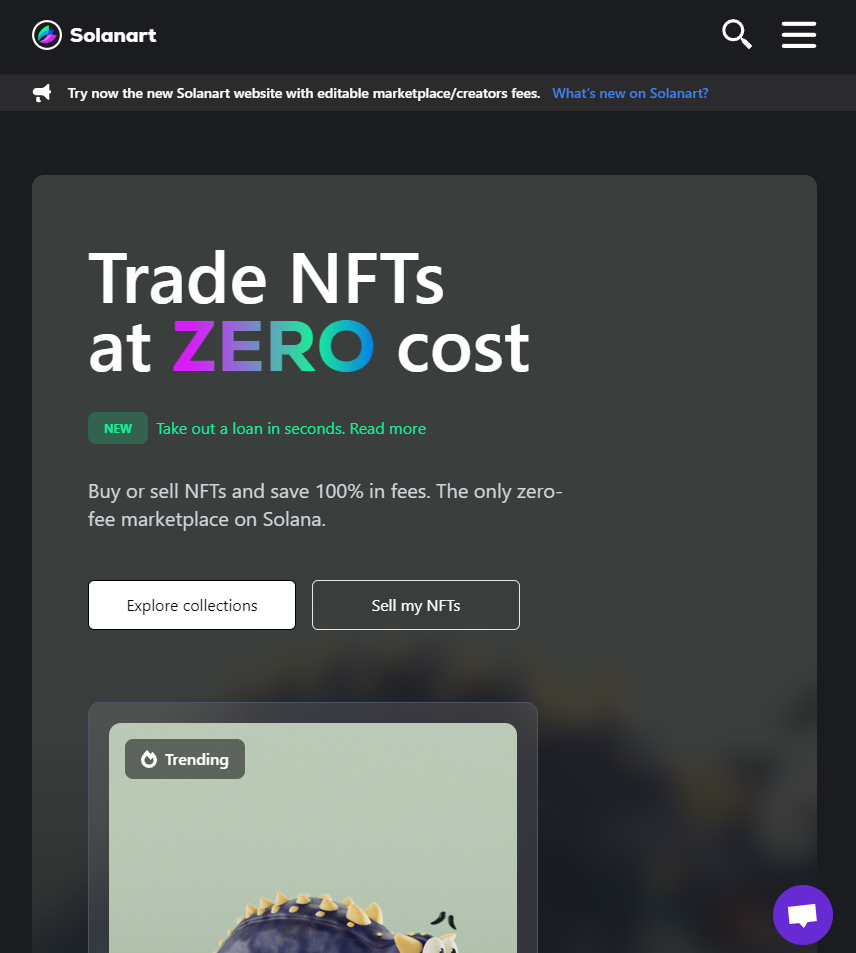 Solanart
Try now the new Solanart website with editable marketplace/creators fees. What's new on Solanart?
Trade NFTs
at ZERO cost
NEW Take out a loan in seconds. Read more
Buy or sell NFTs and save 100% in fees. The only zero-
fee marketplace on Solana.
Explore collections Sell my NFTs
Trending